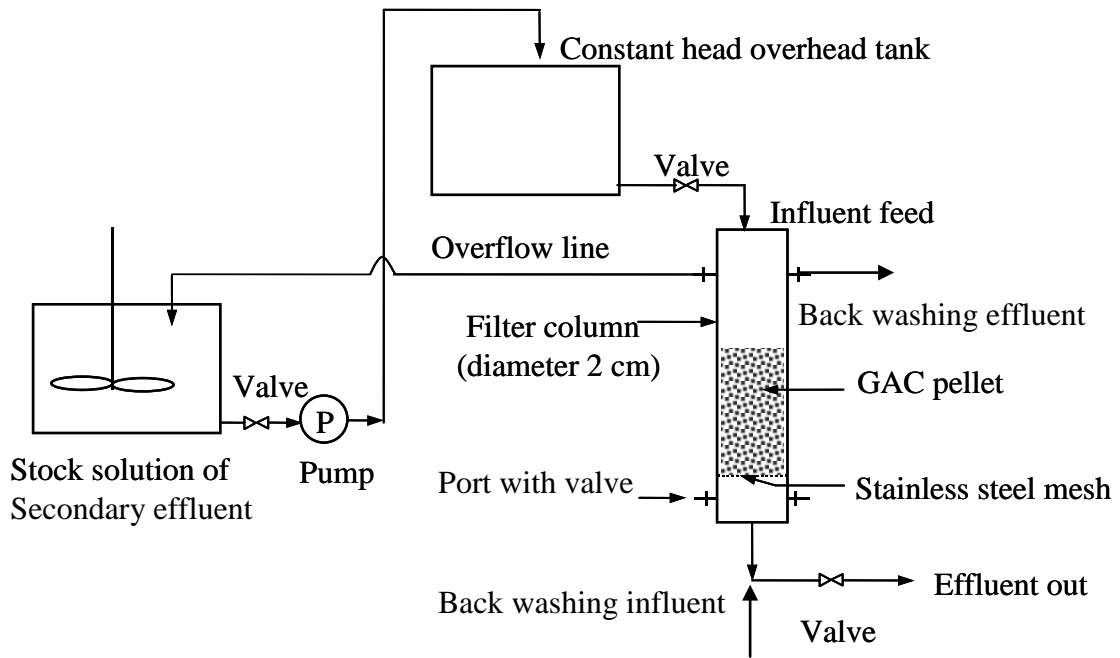 Constant head overhead tank
Valve
Influent feed
Overflow line
Back washing effluent
Filter column
(diameter 2 cm)
GAC pellet
Valve
P
Pump
Stock solution of
Secondary effluent
Port with valve
Stainless steel mesh
Effluent out
Back washing influent
Valve